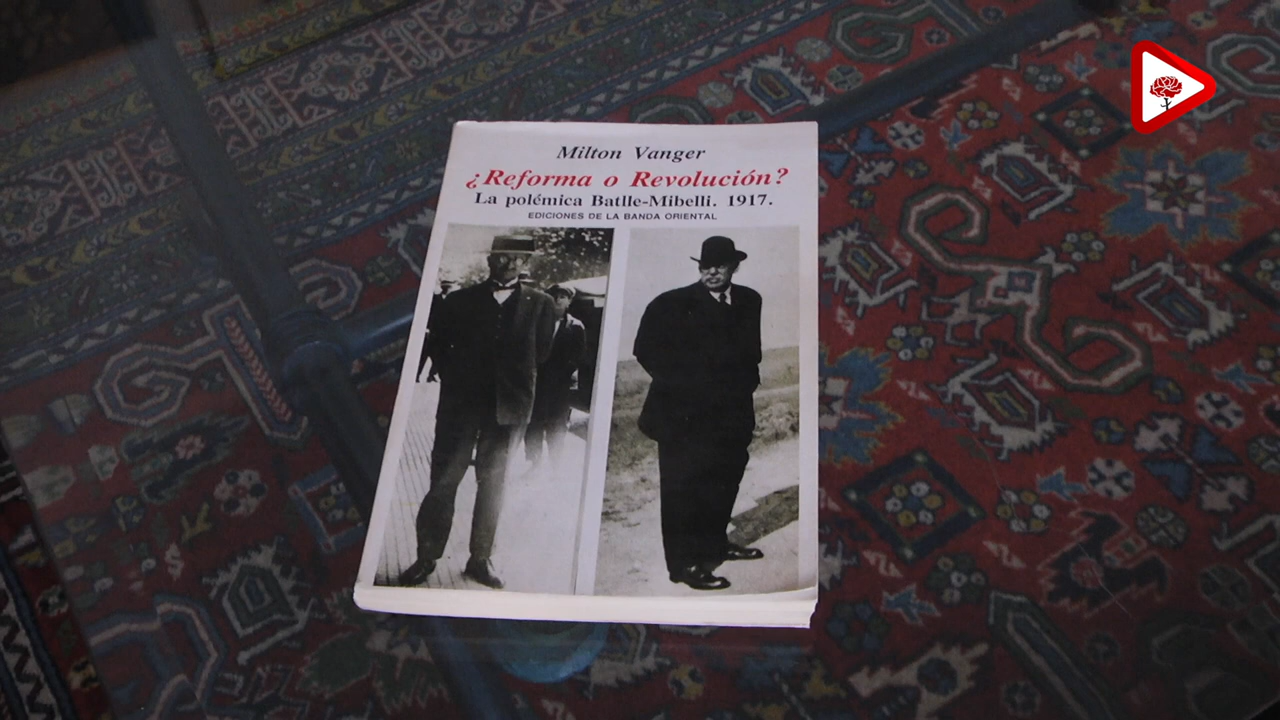 Milton Vanger
¿Reforma o Revolución?
La polémica Batlle-Mibelli. 1917.
EDICIONES DE LA BANDA ORIENTAL